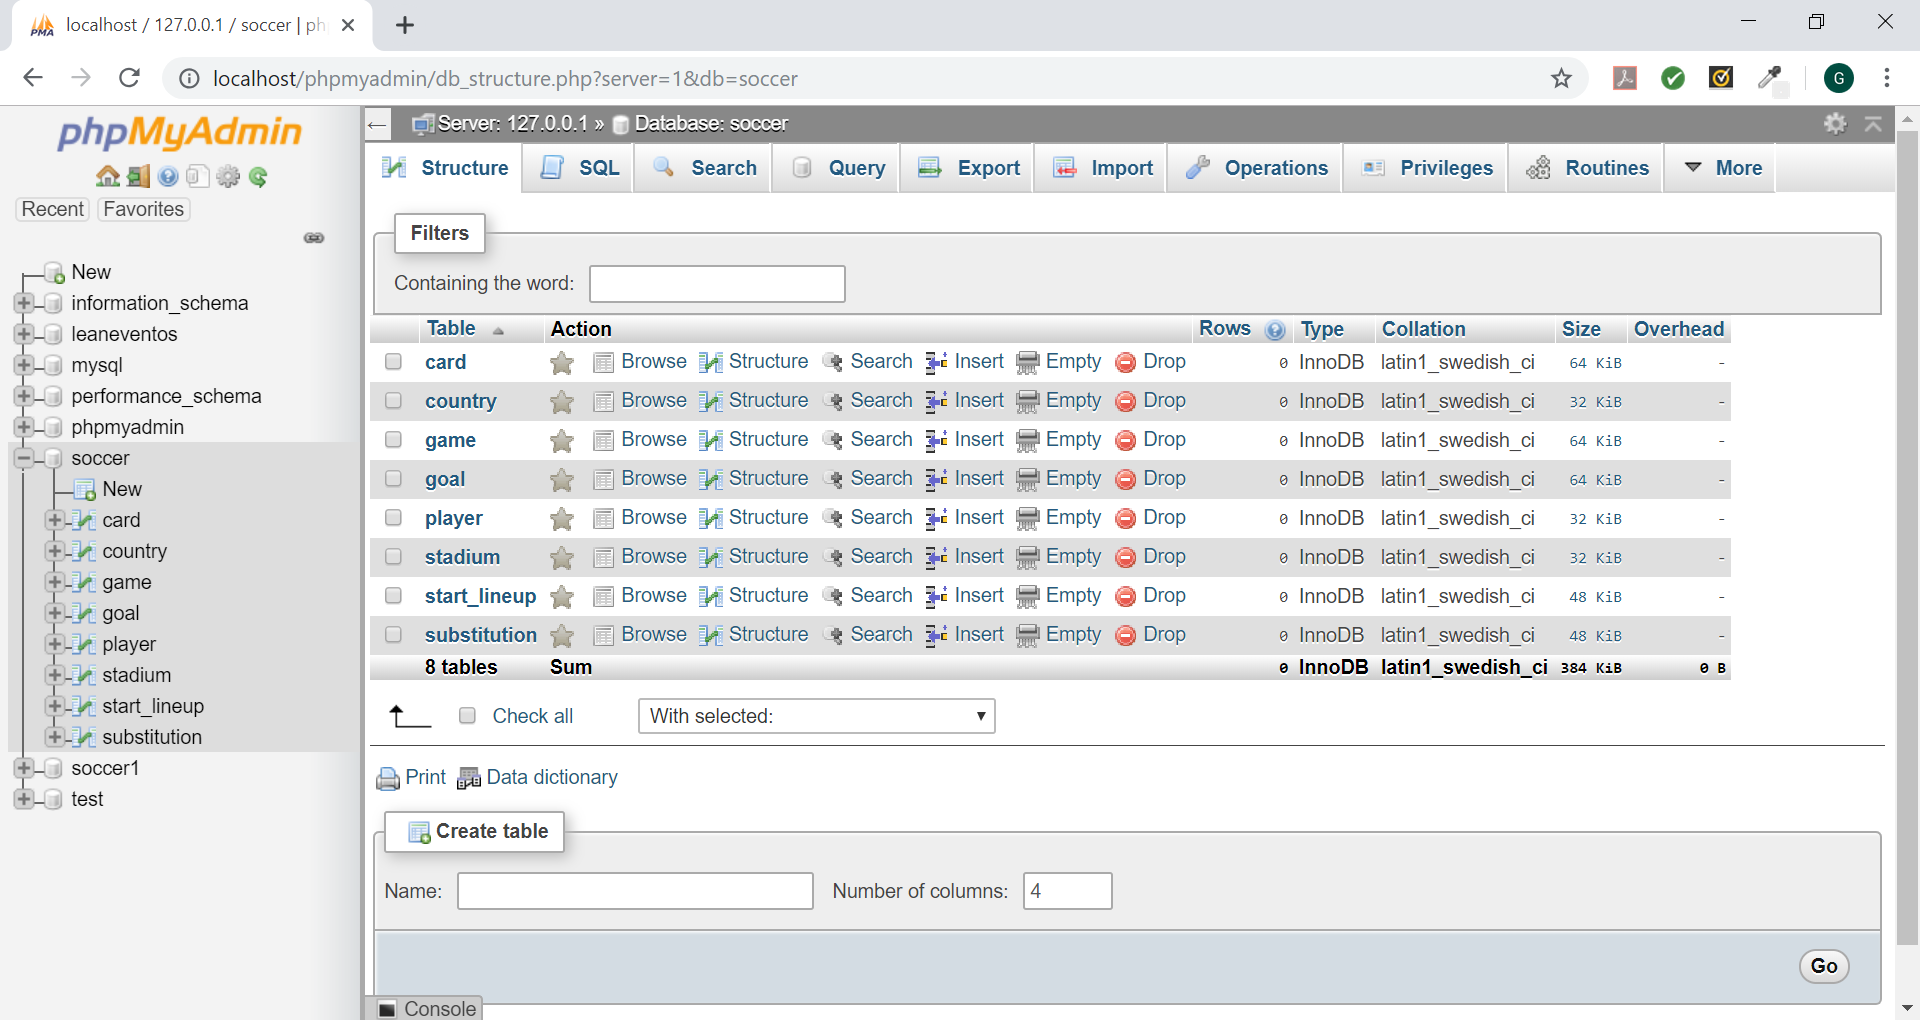 localhost / 127.0.0.1 / soccer | ph
localhost/phpmyadmin/db_structure.php?server=1&db=soccer
G
PMA
phpMyAdmin
Recent Favorites
New
information_schema
leaneventos
mysql
performance_schema
phpmyadmin
soccer
New
card
country
game
goal
player
stadium
start_lineup
substitution
soccer1
test
Server: 127.0.0.1 » Database: soccer
Structure SQL Search Query Export Import Operations Privileges Routines More
Filters
Containing the word:
Table Action Rows Type Collation Size Overhead
card Browse Structure Search Insert Empty Drop 0 InnoDB latin1_swedish_ci 64 KiB -
country Browse Structure Search Insert Empty Drop 0 InnoDB latin1_swedish_ci 32 KiB -
game Browse Structure Search Insert Empty Drop 0 InnoDB latin1_swedish_ci 64 KiB -
goal Browse Structure Search Insert Empty Drop 0 InnoDB latin1_swedish_ci 64 KiB -
player Browse Structure Search Insert Empty Drop 0 InnoDB latin1_swedish_ci 32 KiB -
stadium Browse Structure Search Insert Empty Drop 0 InnoDB latin1_swedish_ci 32 KiB -
start_lineup Browse Structure Search Insert Empty Drop 0 InnoDB latin1_swedish_ci 48 KiB -
substitution Browse Structure Search Insert Empty Drop 0 InnoDB latin1_swedish_ci 48 KiB -
8 tables Sum 0 InnoDB latin1_swedish_ci 384 KiB 0 B
Check all With selected:
Print Data dictionary
Create table
Name: Number of columns: 4
Go
Console